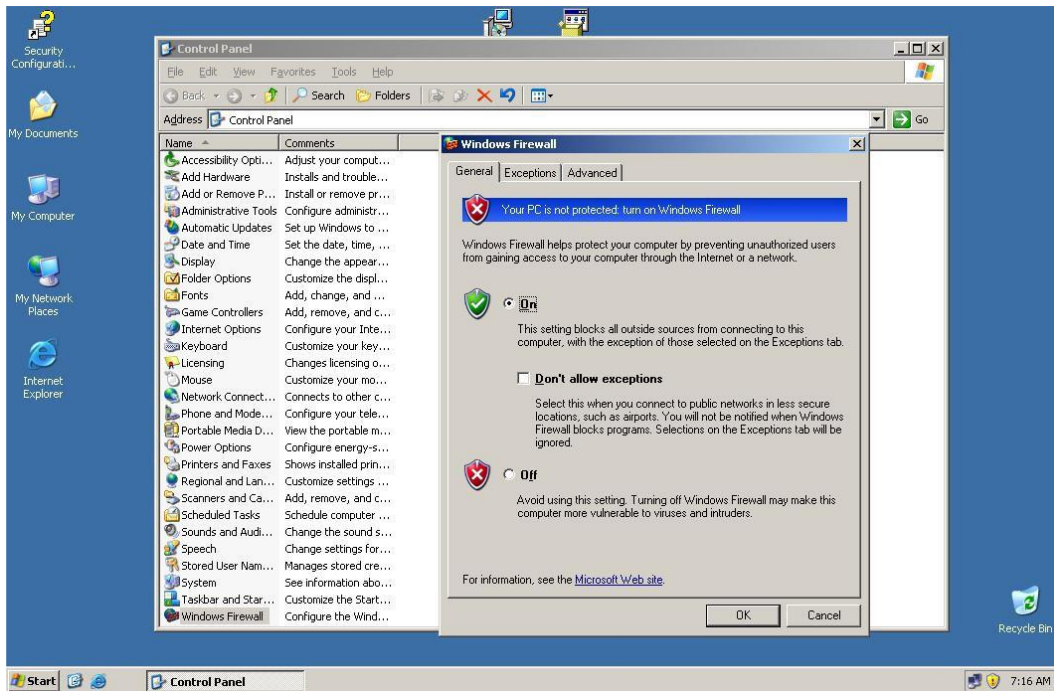 Security
Configurati...
My Documents
My Computer
My Network
Places
Internet
Explorer
Control Panel
File Edit View Favorites Tools Help
Back Search Folders
Address Control Panel Go
Name Comments
Accessibility Opti... Adjust your comput...
Add Hardware Installs and trouble...
Add or Remove P... Install or remove pr...
Administrative Tools Configure administr...
Automatic Updates Set up Windows to ...
Date and Time Set the date, time, ...
Display Change the appear...
Folder Options Customize the displ...
Fonts Add, change, and ...
Game Controllers Add, remove, and c...
Internet Options Configure your Inte...
Keyboard Customize your key...
Licensing Changes licensing o...
Mouse Customize your mo...
Network Connect... Connects to other c...
Phone and Mode... Configure your tele...
Portable Media D... View the portable m...
Power Options Configure energy-s...
Printers and Faxes Shows installed prin...
Regional and Lan... Customize settings ...
Scanners and Ca... Add, remove, and c...
Scheduled Tasks Schedule computer ...
Sounds and Audi... Change the sound s...
Speech Change settings for...
Stored User Nam... Manages stored cre...
System See information abo...
Taskbar and Star... Customize the Start...
Windows Firewall Configure the Wind...
Windows Firewall
General Exceptions Advanced
Your PC is not protected: turn on Windows Firewall
Windows Firewall helps protect your computer by preventing unauthorized users
from gaining access to your computer through the Internet or a network.
On
This setting blocks all outside sources from connecting to this
computer, with the exception of those selected on the Exceptions tab.
Don't allow exceptions
Select this when you connect to public networks in less secure
locations, such as airports. You will not be notified when Windows
Firewall blocks programs. Selections on the Exceptions tab will be
ignored.
Off
Avoid using this setting. Turning off Windows Firewall may make this
computer more vulnerable to viruses and intruders.
For information, see the Microsoft Web site.
OK Cancel
Recycle Bin
Start Control Panel 7:16 AM